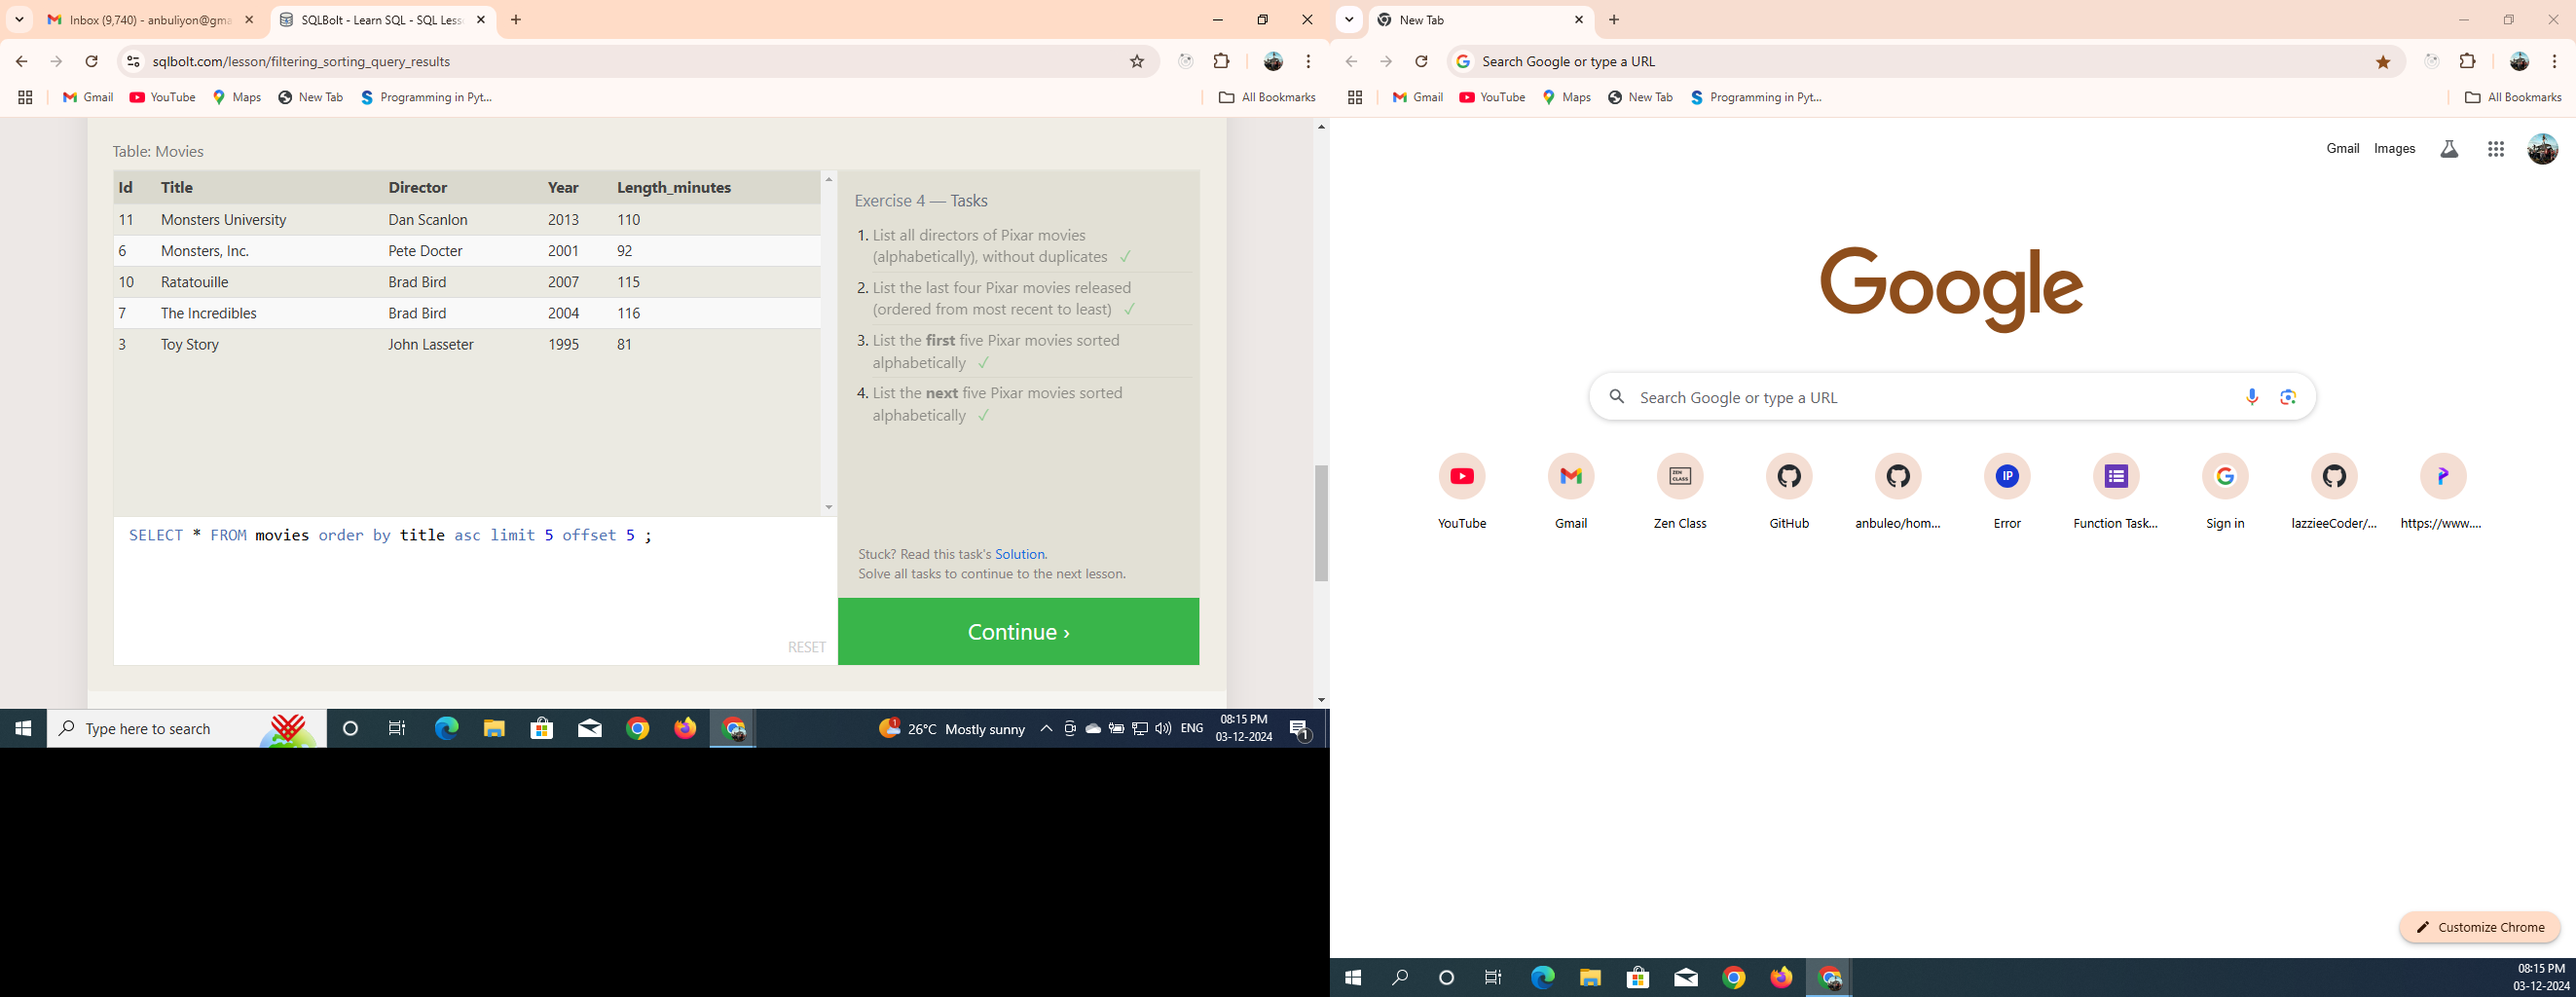 Inbox (9,740) - anbuliyon@gma
SQLBolt - Learn SQL - SQL Less
sqlbolt.com/lesson/filtering_sorting_query_results
Gmail
YouTube
Maps
New Tab
Programming in Pyt...
All Bookmarks
Table: Movies
Id Title Director Year Length_minutes
11 Monsters University Dan Scanlon 2013 110
6 Monsters, Inc. Pete Docter 2001 92
10 Ratatouille Brad Bird 2007 115
7 The Incredibles Brad Bird 2004 116
3 Toy Story John Lasseter 1995 81
SELECT * FROM movies order by title asc limit 5 offset 5 ;
RESET
Exercise 4 — Tasks
1. List all directors of Pixar movies
(alphabetically), without duplicates ✓
2. List the last four Pixar movies released
(ordered from most recent to least) ✓
3. List the first five Pixar movies sorted
alphabetically ✓
4. List the next five Pixar movies sorted
alphabetically ✓
Stuck? Read this task's Solution.
Solve all tasks to continue to the next lesson.
Continue ›
Type here to search
1
26°C Mostly sunny
ENG
08:15 PM
03-12-2024
1
New Tab
Search Google or type a URL
Gmail
YouTube
Maps
New Tab
Programming in Pyt...
All Bookmarks
Gmail Images
Google
Search Google or type a URL
ZEN
CLASS
IP
YouTube
Gmail
Zen Class
GitHub
anbuleo/hom...
Error
Function Task...
Sign in
lazzieeCoder/...
https://www....
Customize Chrome
08:15 PM
03-12-2024